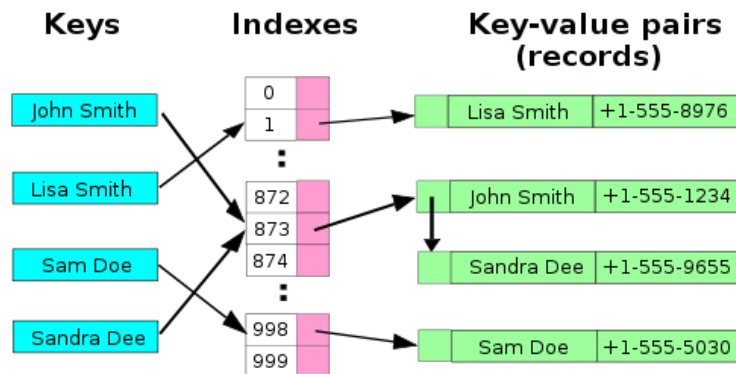 Keys
Indexes
Key-value pairs
(records)
John Smith
Lisa Smith
Sam Doe
Sandra Dee
0
1
:
872
873
874
:
998
999
Lisa Smith +1-555-8976
John Smith +1-555-1234
Sandra Dee +1-555-9655
Sam Doe +1-555-5030